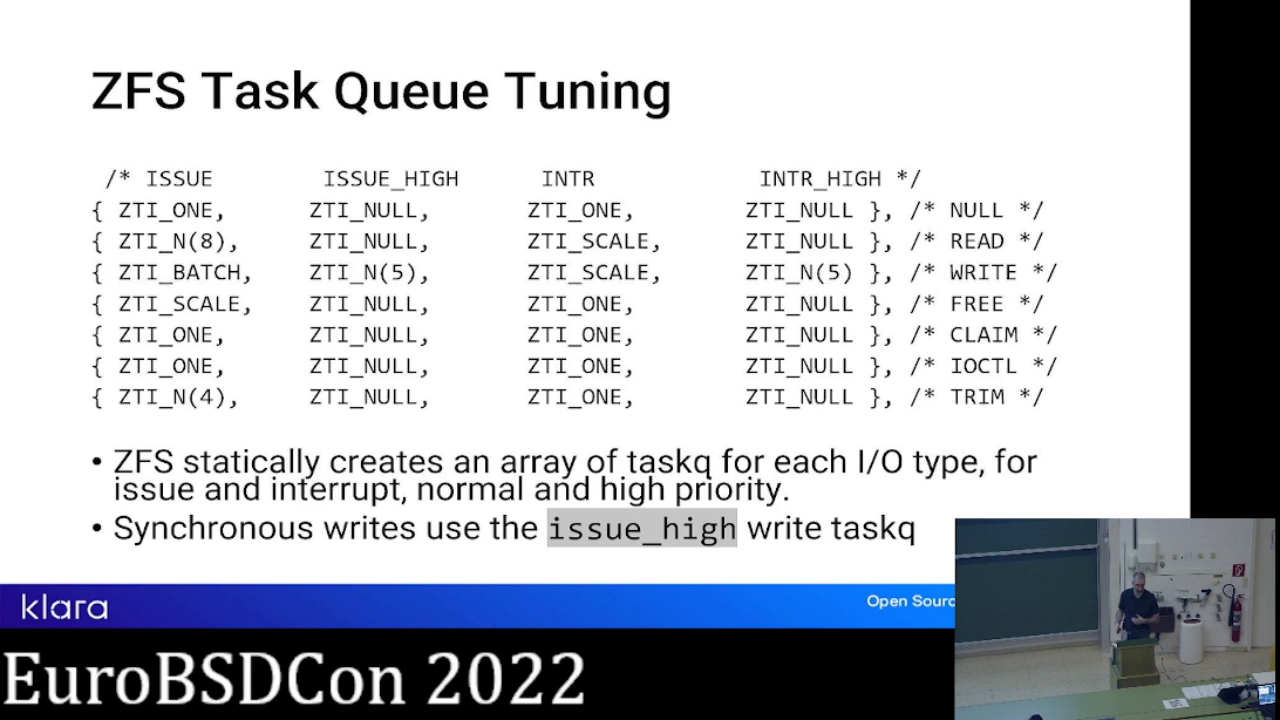 ZFS Task Queue Tuning
/* ISSUE ISSUE_HIGH INTR INTR_HIGH */
{ ZTI_ONE, ZTI_NULL, ZTI_ONE, ZTI_NULL }, /* NULL */
{ ZTI_N(8), ZTI_NULL, ZTI_SCALE, ZTI_NULL }, /* READ */
{ ZTI_BATCH, ZTI_N(5), ZTI_SCALE, ZTI_N(5) }, /* WRITE */
{ ZTI_SCALE, ZTI_NULL, ZTI_ONE, ZTI_NULL }, /* FREE */
{ ZTI_ONE, ZTI_NULL, ZTI_ONE, ZTI_NULL }, /* CLAIM */
{ ZTI_ONE, ZTI_NULL, ZTI_ONE, ZTI_NULL }, /* IOCTL */
{ ZTI_N(4), ZTI_NULL, ZTI_ONE, ZTI_NULL }, /* TRIM */
• ZFS statically creates an array of taskq for each I/O type, for
issue and interrupt, normal and high priority.
• Synchronous writes use the issue_high write taskq
klara
Open Sourc
EuroBSDCon 2022